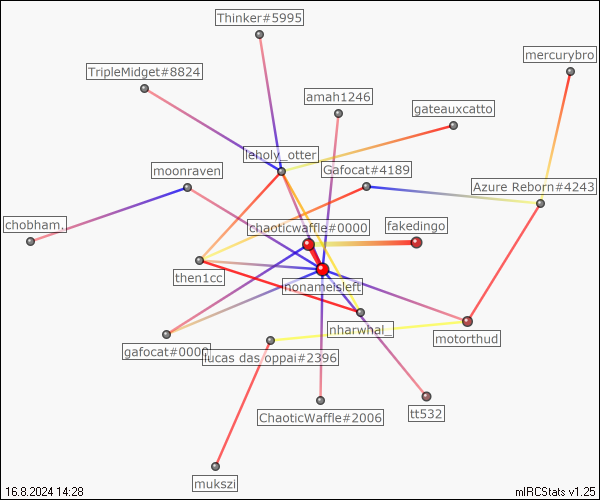 Thinker#5995
mercurybro
TripleMidget#8824
amah1246
gateauxcatto
leholy_otter
moonraven
Gafocat#4189
Azure Reborn#4243
chobham.
chaoticwaffle#0000
fakedingo
then1cc
nonameisleft
nharwhal_
motorthud
gafocat#0000
lucas das oppai#2396
ChaoticWaffle#2006
tt532
mukszi
16.8.2024 14:28
mIRCStats v1.25